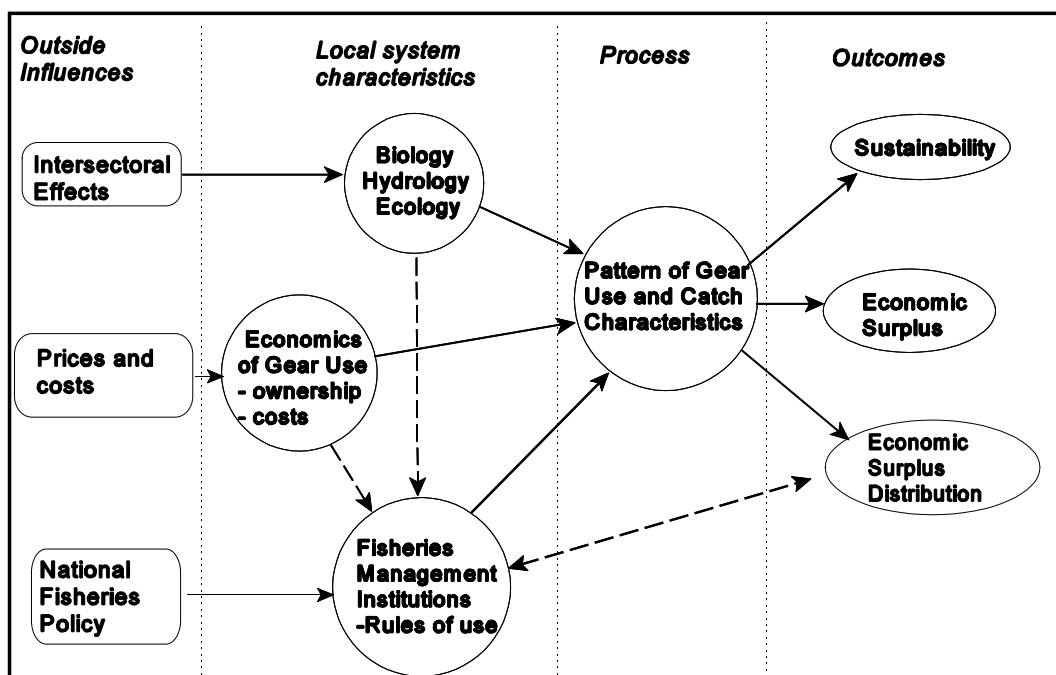 Outside
Influences
Local system
characteristics
Process
Outcomes
Intersectoral
Effects
Biology
Hydrology
Ecology
Sustainability
Pattern of Gear
Use and Catch
Characteristics
Economic
Surplus
Prices and
costs
Economics
of Gear Use
- ownership
- costs
Economic
Surplus
Distribution
National
Fisheries
Policy
Fisheries
Management
Institutions
-Rules of use